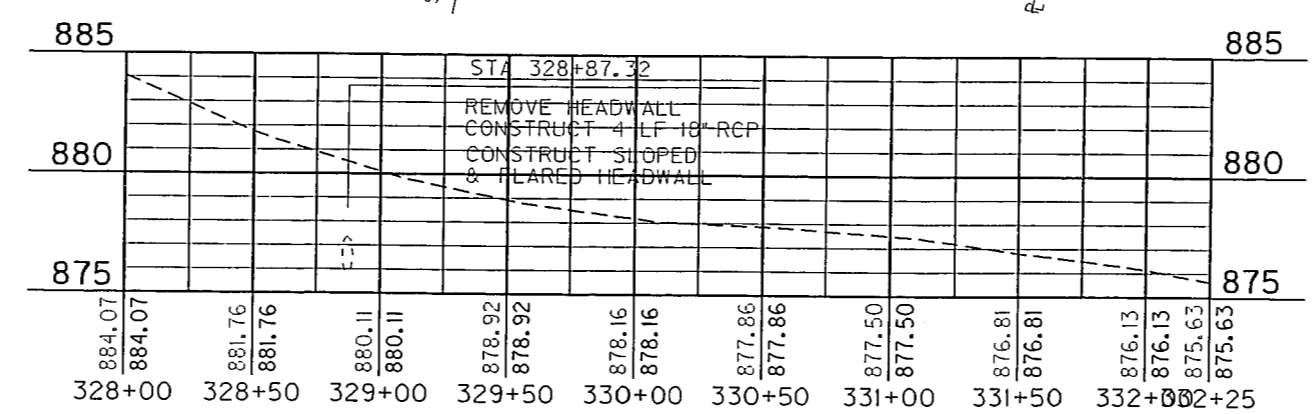 885
885
STA 328+87.32
REMOVE HEADWALL
CONSTRUCT 4 LF 18" RCP
CONSTRUCT SLOPED
& FLARED HEADWALL
880
880
875
875
884.07 884.07 881.76 881.76 880.11 880.11 878.92 878.92 878.16 878.16 877.86 877.86 877.50 877.50 876.81 876.81 876.13 876.13 875.63 875.63
328+00 328+50 329+00 329+50 330+00 330+50 331+00 331+50 332+00 332+25